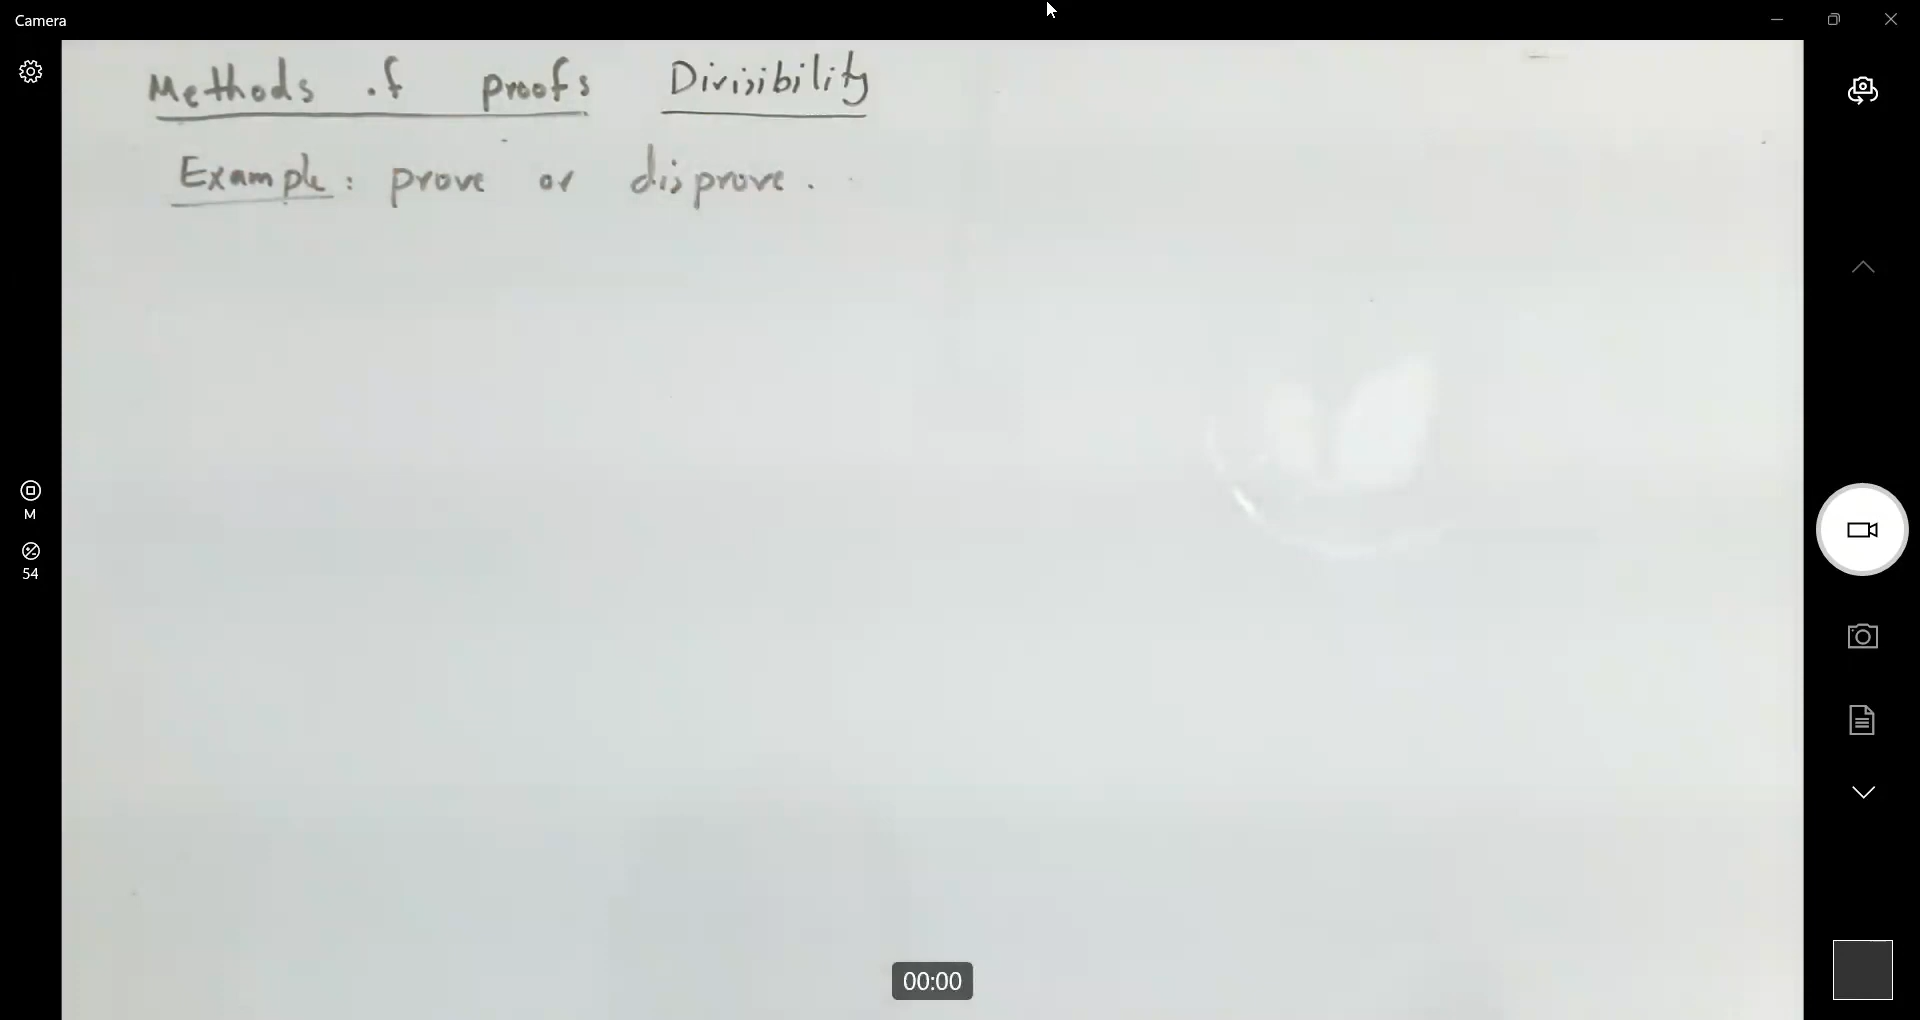 Camera
Methods of proofs Divisibility
Example: prove or disprove.
M
54
00:00